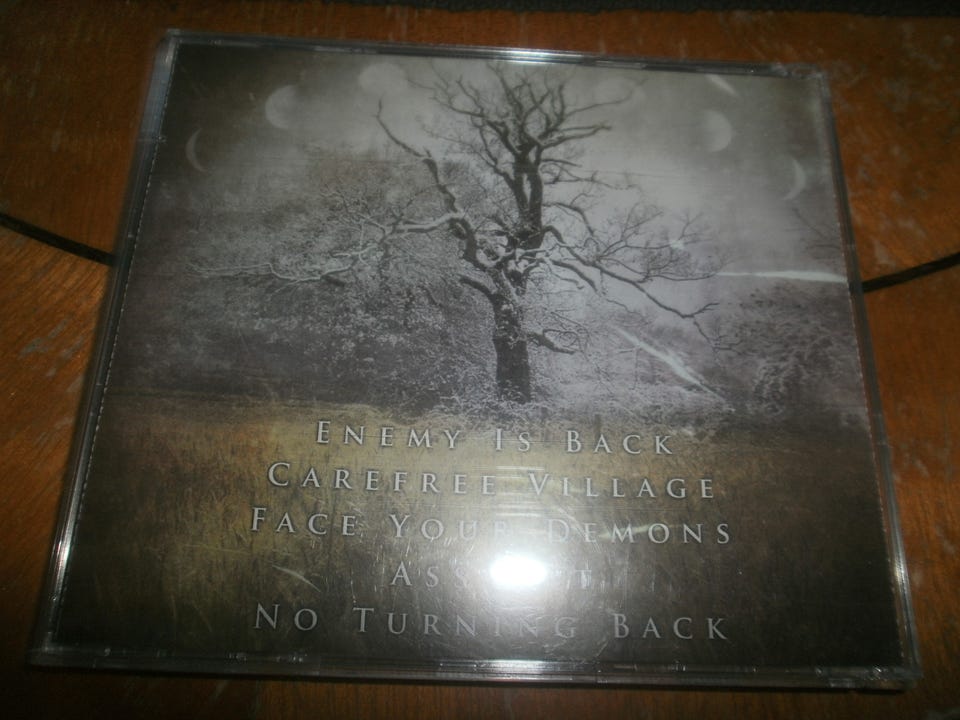 Enemy Is Back
Carefree Village
Face Your Demons
No Turning Back